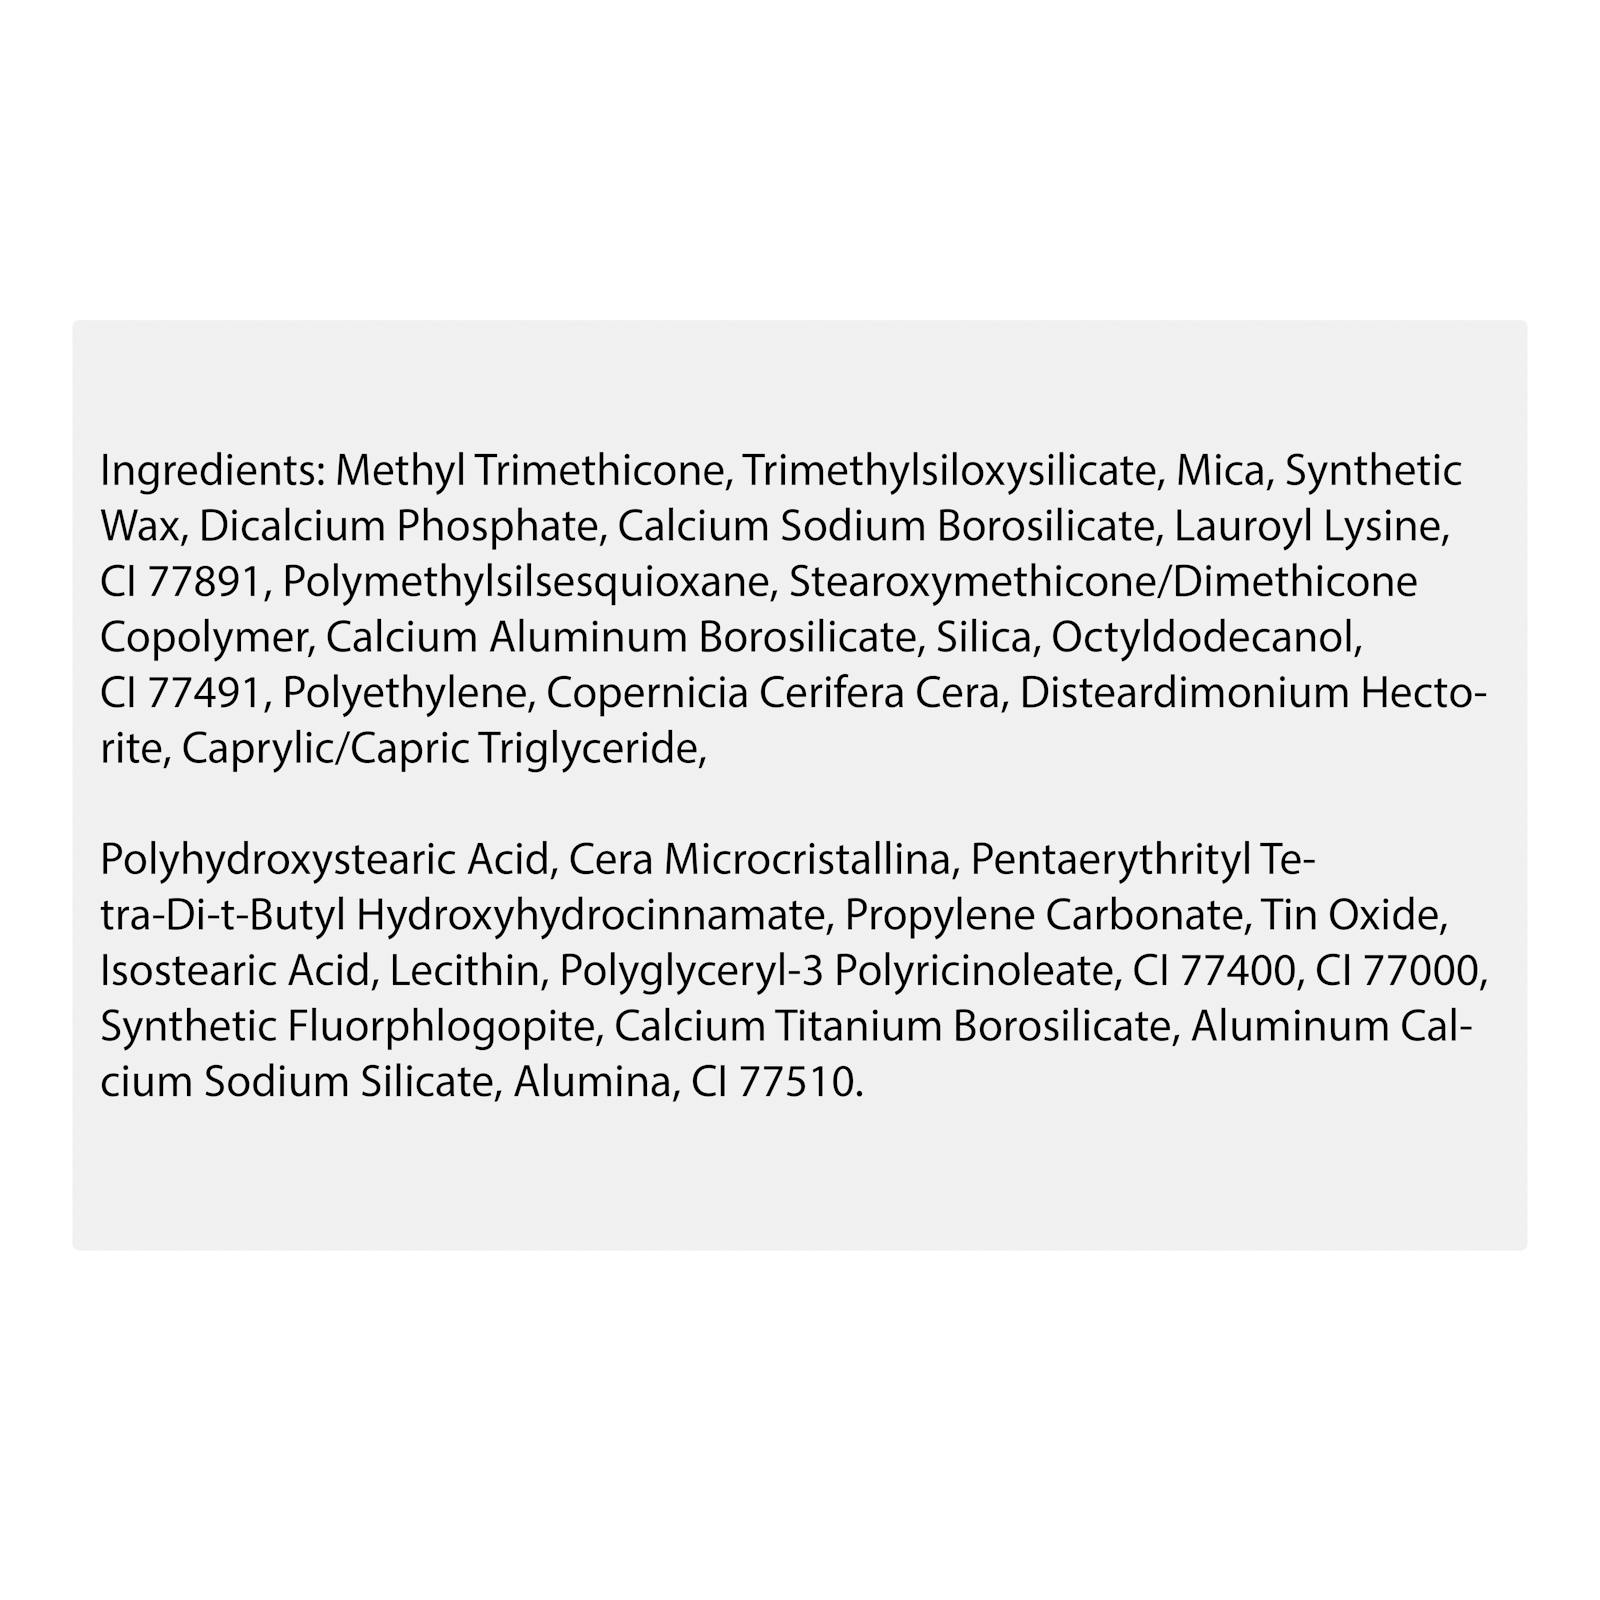 Ingredients: Methyl Trimethicone, Trimethylsiloxysilicate, Mica, Synthetic
Wax, Dicalcium Phosphate, Calcium Sodium Borosilicate, Lauroyl Lysine,
CI 77891, Polymethylsilsesquioxane, Stearoxymethicone/Dimethicone
Copolymer, Calcium Aluminum Borosilicate, Silica, Octyldodecanol,
CI 77491, Polyethylene, Copernicia Cerifera Cera, Disteardimonium Hecto-
rite, Caprylic/Capric Triglyceride,
Polyhydroxystearic Acid, Cera Microcristallina, Pentaerythrityl Te-
tra-Di-t-Butyl Hydroxyhydrocinnamate, Propylene Carbonate, Tin Oxide,
Isostearic Acid, Lecithin, Polyglyceryl-3 Polyricinoleate, CI 77400, CI 77000,
Synthetic Fluorphlogopite, Calcium Titanium Borosilicate, Aluminum Cal-
cium Sodium Silicate, Alumina, CI 77510.